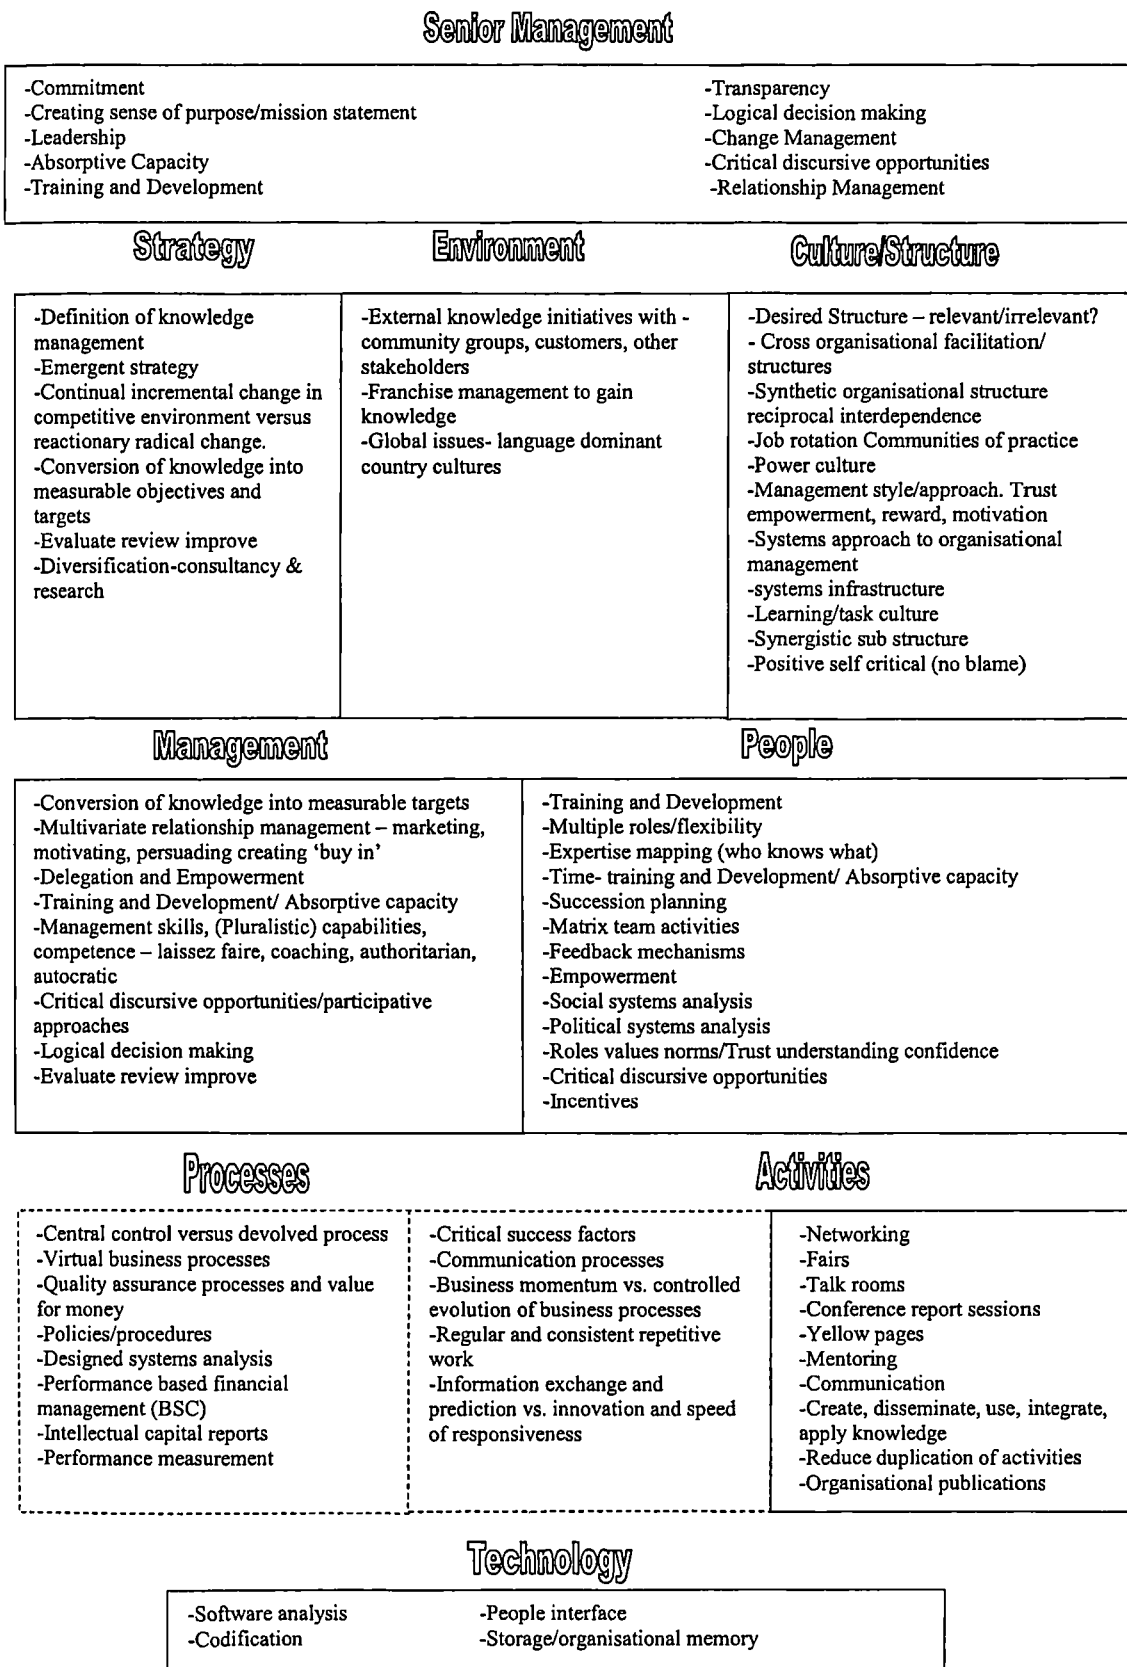 Senior Management
-Commitment
-Creating sense of purpose/mission statement
-Leadership
-Absorptive Capacity
-Training and Development
-Transparency
-Logical decision making
-Change Management
-Critical discursive opportunities
-Relationship Management
Strategy
-Definition of knowledge
management
-Emergent strategy
-Continual incremental change in
competitive environment versus
reactionary radical change.
-Conversion of knowledge into
measurable objectives and
targets
-Evaluate review improve
-Diversification-consultancy &
research
Environment
-External knowledge initiatives with -
community groups, customers, other
stakeholders
-Franchise management to gain
knowledge
-Global issues- language dominant
country cultures
Culture/Structure
-Desired Structure – relevant/irrelevant?
- Cross organisational facilitation/
structures
-Synthetic organisational structure
reciprocal interdependence
-Job rotation Communities of practice
-Power culture
-Management style/approach. Trust
empowerment, reward, motivation
-Systems approach to organisational
management
-systems infrastructure
-Learning/task culture
-Synergistic sub structure
-Positive self critical (no blame)
Management
-Conversion of knowledge into measurable targets
-Multivariate relationship management – marketing,
motivating, persuading creating ‘buy in’
-Delegation and Empowerment
-Training and Development/ Absorptive capacity
-Management skills, (Pluralistic) capabilities,
competence – laissez faire, coaching, authoritarian,
autocratic
-Critical discursive opportunities/participative
approaches
-Logical decision making
-Evaluate review improve
People
-Training and Development
-Multiple roles/flexibility
-Expertise mapping (who knows what)
-Time- training and Development/ Absorptive capacity
-Succession planning
-Matrix team activities
-Feedback mechanisms
-Empowerment
-Social systems analysis
-Political systems analysis
-Roles values norms/Trust understanding confidence
-Critical discursive opportunities
-Incentives
Processes
-Central control versus devolved process
-Virtual business processes
-Quality assurance processes and value
for money
-Policies/procedures
-Designed systems analysis
-Performance based financial
management (BSC)
-Intellectual capital reports
-Performance measurement
-Critical success factors
-Communication processes
-Business momentum vs. controlled
evolution of business processes
-Regular and consistent repetitive
work
-Information exchange and
prediction vs. innovation and speed
of responsiveness
Activities
-Networking
-Fairs
-Talk rooms
-Conference report sessions
-Yellow pages
-Mentoring
-Communication
-Create, disseminate, use, integrate,
apply knowledge
-Reduce duplication of activities
-Organisational publications
Technology
-Software analysis
-Codification
-People interface
-Storage/organisational memory